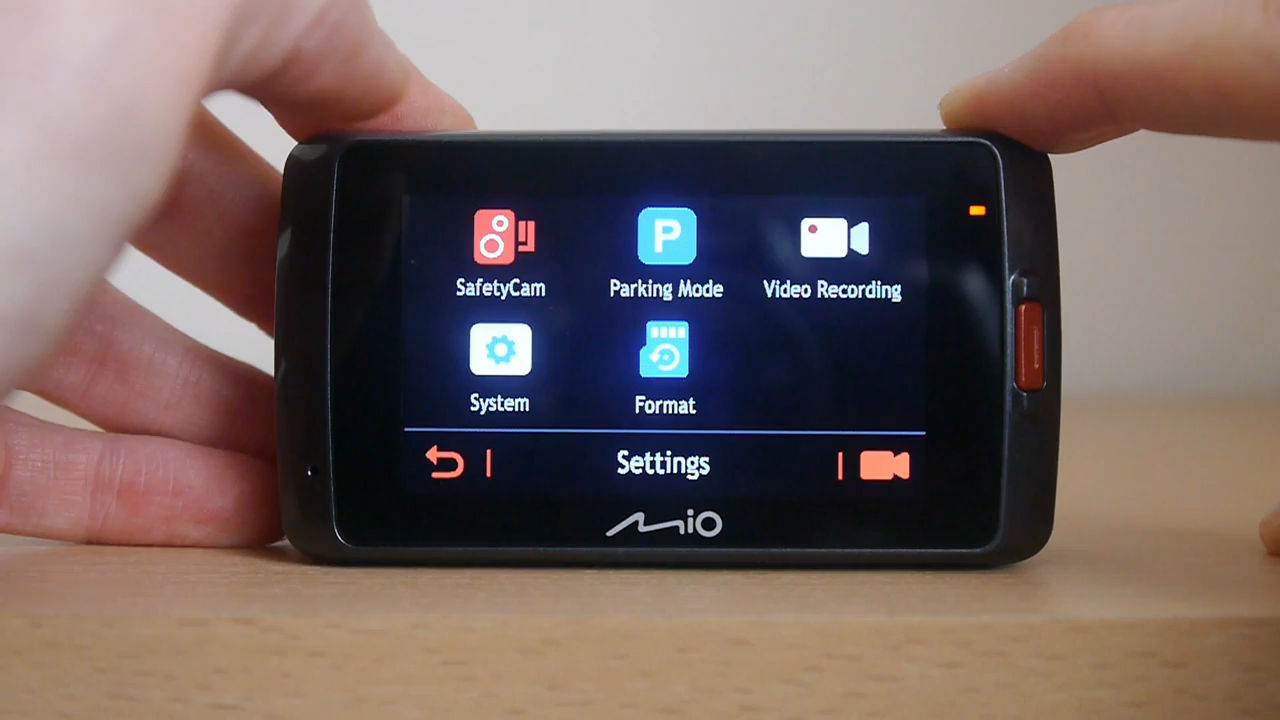 P
SafetyCam
Parking Mode
Video Recording
System
Format
Settings
Mio